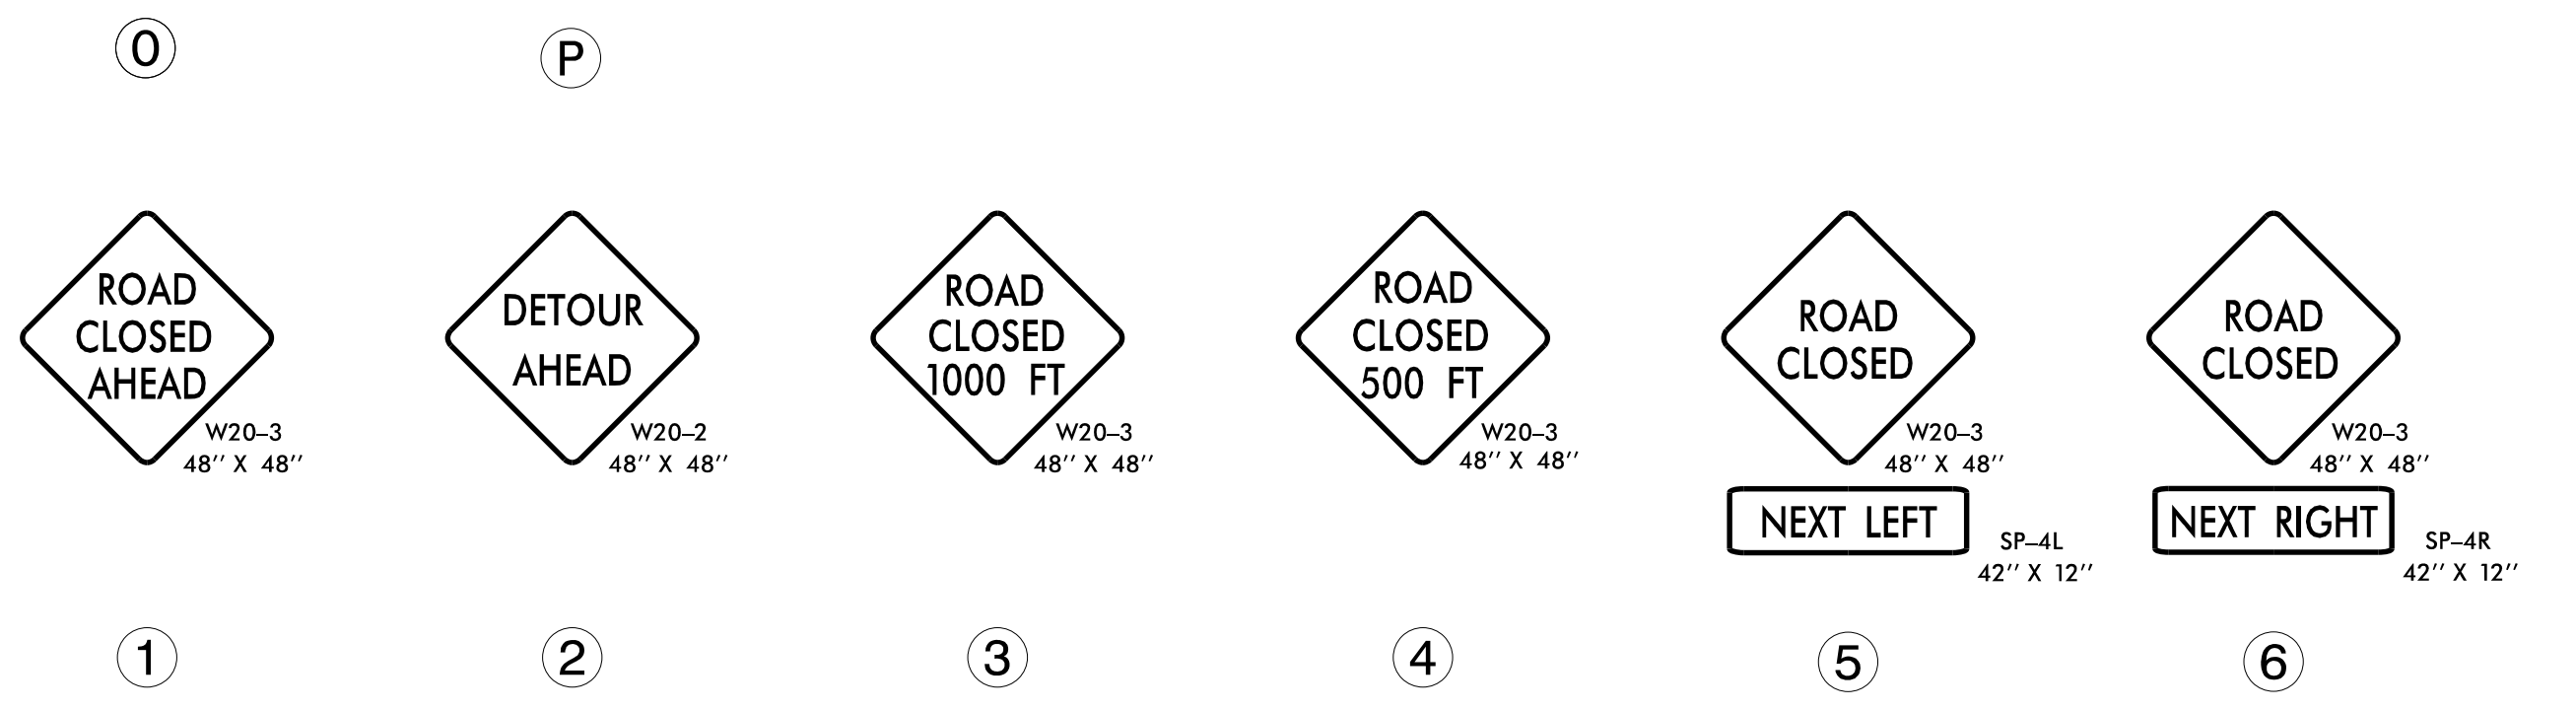 O
P
ROAD
CLOSED
AHEAD
W20–3
48’’ X 48’’
DETOUR
AHEAD
W20–2
48’’ X 48’’
ROAD
CLOSED
1000 FT
W20–3
48’’ X 48’’
ROAD
CLOSED
500 FT
W20–3
48’’ X 48’’
ROAD
CLOSED
W20–3
48’’ X 48’’
NEXT LEFT
SP–4L
42’’ X 12’’
ROAD
CLOSED
W20–3
48’’ X 48’’
NEXT RIGHT
SP–4R
42’’ X 12’’
1
2
3
4
5
6